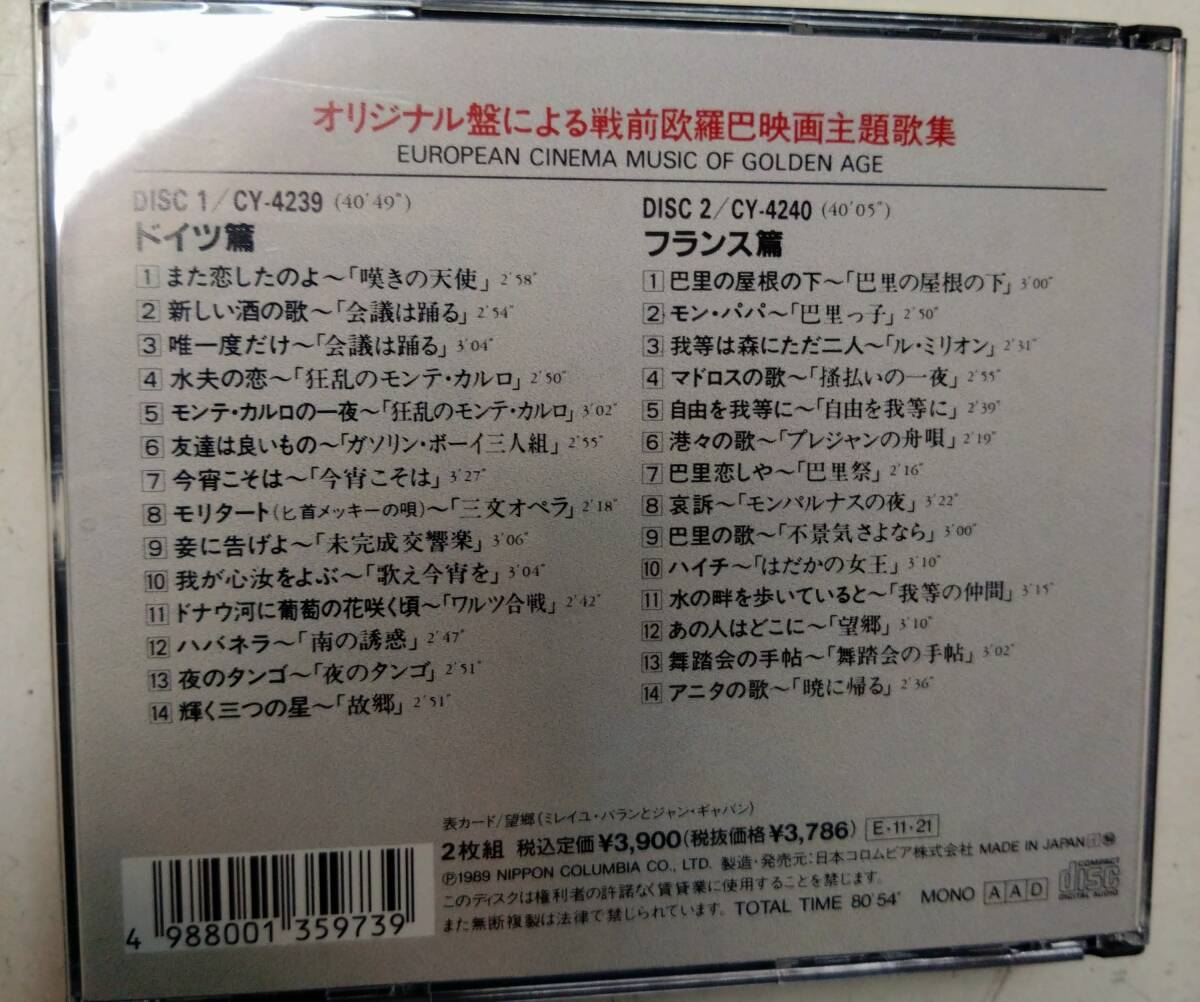 オリジナル盤による戦前欧羅巴映画主題歌集
EUROPEAN CINEMA MUSIC OF GOLDEN AGE
DISC 1/CY-4239 (40'49")
ドイツ篇
1 また恋したのよ〜「嘆きの天使」2'58"
2 新しい酒の歌〜「会議は踊る」2'54"
3 唯一度だけ〜「会議は踊る」3'04"
4 水夫の恋〜「狂乱のモンテ・カルロ」2'50"
5 モンテ・カルロの一夜〜「狂乱のモンテ・カルロ」3'02"
6 友達は良いもの〜「ガソリン・ボーイ三人組」2'55"
7 今宵こそは〜「今宵こそは」3'27"
8 モリタート(匕首メッキーの唄)〜「三文オペラ」2'18"
9 妾に告げよ〜「未完成交響楽」3'06"
10 我が心汝をよぶ〜「歌え今宵を」3'04"
11 ドナウ河に葡萄の花咲く頃〜「ワルツ合戦」2'42"
12 ハバネラ〜「南の誘惑」2'47"
13 夜のタンゴ〜「夜のタンゴ」2'51"
14 輝く三つの星〜「故郷」2'51"
DISC 2/CY-4240 (40'05")
フランス篇
1 巴里の屋根の下〜「巴里の屋根の下」3'00"
2 モン・パパ〜「巴里っ子」2'50"
3 我等は森にただ二人〜「ル・ミリオン」2'31"
4 マドロスの歌〜「掻払いの一夜」2'55"
5 自由を我等に〜「自由を我等に」2'39"
6 港々の歌〜「プレジャンの舟唄」2'19"
7 巴里恋しや〜「巴里祭」2'16"
8 哀訴〜「モンパルナスの夜」3'22"
9 巴里の歌〜「不景気さよなら」3'00"
10 ハイチ〜「はだかの女王」3'10"
11 水の畔を歩いていると〜「我等の仲間」3'15"
12 あの人はどこに〜「望郷」3'10"
13 舞踏会の手帖〜「舞踏会の手帖」3'02"
14 アニタの歌〜「暁に帰る」2'36"
表カード/望郷(ミレイユ・バランとジャン・ギャバン)
2枚組 税込定価¥3,900(税抜価格¥3,786) E・11・21
Ⓟ1989 NIPPON COLUMBIA CO., LTD. 製造・発売元:日本コロムビア株式会社 MADE IN JAPAN
このディスクは権利者の許諾なく賃貸業に使用することを禁じます。
また無断複製は法律で禁じられています。TOTAL TIME 80'54" MONO A A D
COMPACT disc DIGITAL AUDIO
4 988001 359739